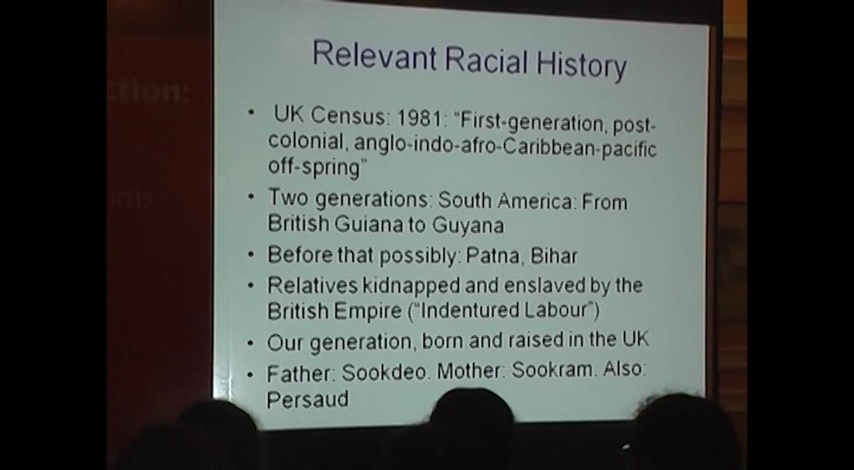 Relevant Racial History
• UK Census: 1981: “First-generation, post-
colonial, anglo-indo-afro-Caribbean-pacific
off-spring”
• Two generations: South America: From
British Guiana to Guyana
• Before that possibly: Patna, Bihar
• Relatives kidnapped and enslaved by the
British Empire (“Indentured Labour”)
• Our generation, born and raised in the UK
• Father: Sookdeo. Mother: Sookram. Also:
Persaud
ction: